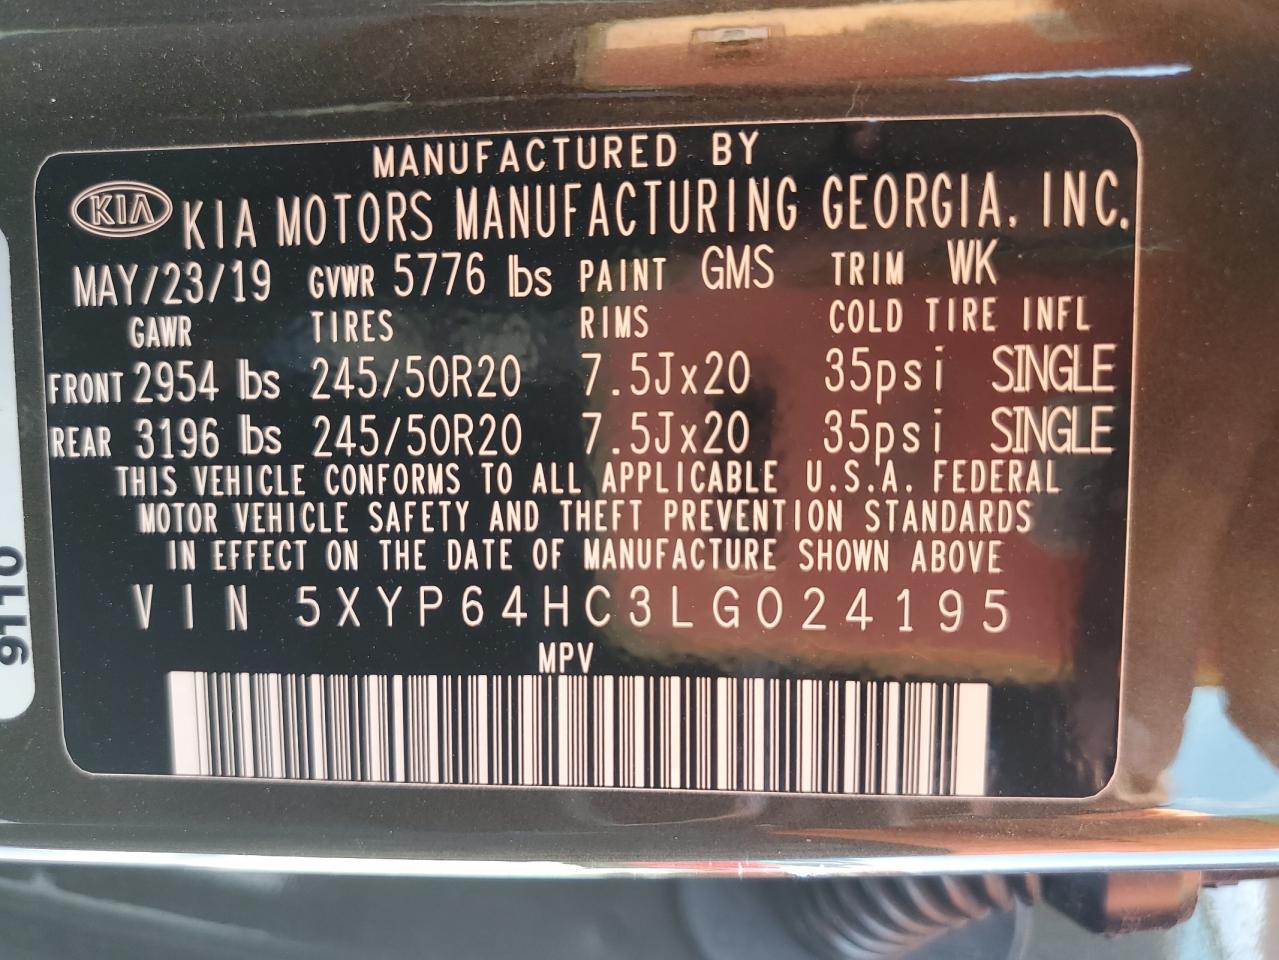 MANUFACTURED BY
KIA KIA MOTORS MANUFACTURING GEORGIA, INC.
MAY/23/19 GVWR 5776 lbs PAINT GMS TRIM WK
GAWR TIRES RIMS COLD TIRE INFL
FRONT 2954 lbs 245/50R20 7.5Jx20 35psi SINGLE
REAR 3196 lbs 245/50R20 7.5Jx20 35psi SINGLE
THIS VEHICLE CONFORMS TO ALL APPLICABLE U.S.A. FEDERAL
MOTOR VEHICLE SAFETY AND THEFT PREVENTION STANDARDS
IN EFFECT ON THE DATE OF MANUFACTURE SHOWN ABOVE
VIN 5XYP64HC3LG024195
MPV